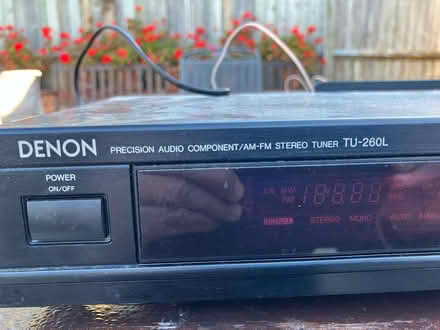 DENON PRECISION AUDIO COMPONENT/AM-FM STEREO TUNER TU-260L
POWER
ON/OFF
STEREO MONO